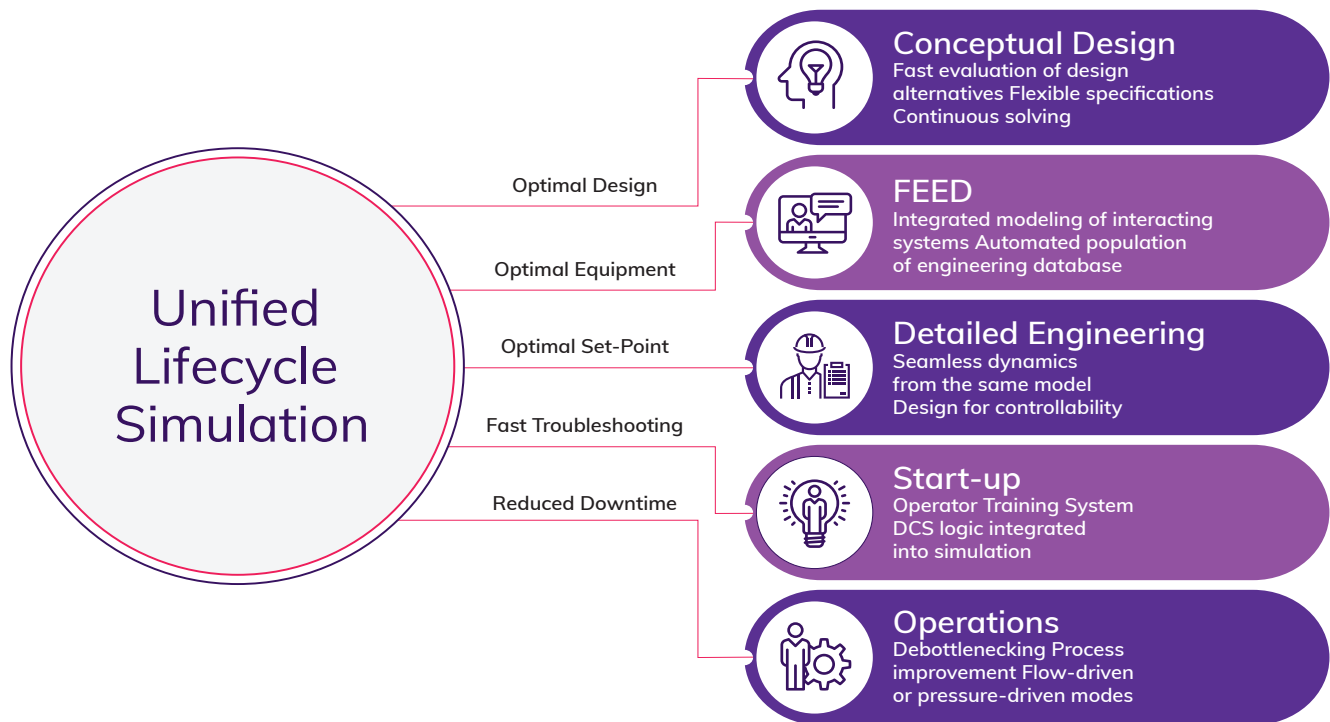 Unified
Lifecycle
Simulation
Optimal Design
Optimal Equipment
Optimal Set-Point
Fast Troubleshooting
Reduced Downtime
Conceptual Design
Fast evaluation of design
alternatives Flexible specifications
Continuous solving
FEED
Integrated modeling of interacting
systems Automated population
of engineering database
Detailed Engineering
Seamless dynamics
from the same model
Design for controllability
Start-up
Operator Training System
DCS logic integrated
into simulation
Operations
Debottlenecking Process
improvement Flow-driven
or pressure-driven modes